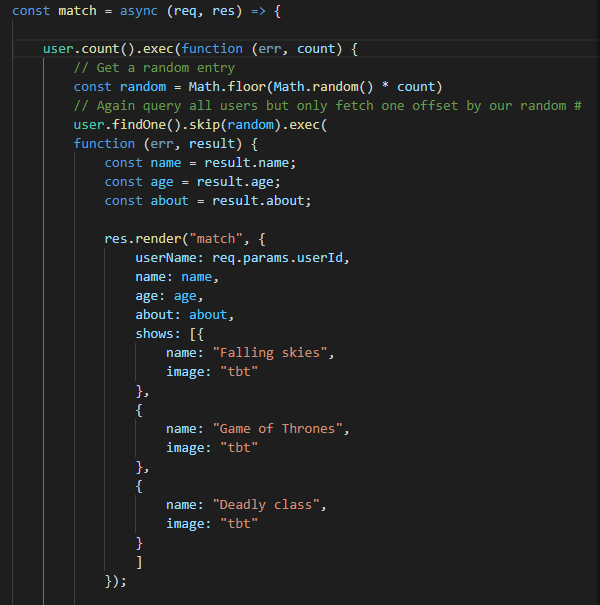 const match = async (req, res) => {
user.count().exec(function (err, count) {
// Get a random entry
const random = Math.floor(Math.random() * count)
// Again query all users but only fetch one offset by our random #
user.findOne().skip(random).exec(
function (err, result) {
const name = result.name;
const age = result.age;
const about = result.about;
res.render("match", {
userName: req.params.userId,
name: name,
age: age,
about: about,
shows: [{
name: "Falling skies",
image: "tbt"
},
{
name: "Game of Thrones",
image: "tbt"
},
{
name: "Deadly class",
image: "tbt"
}
]
});